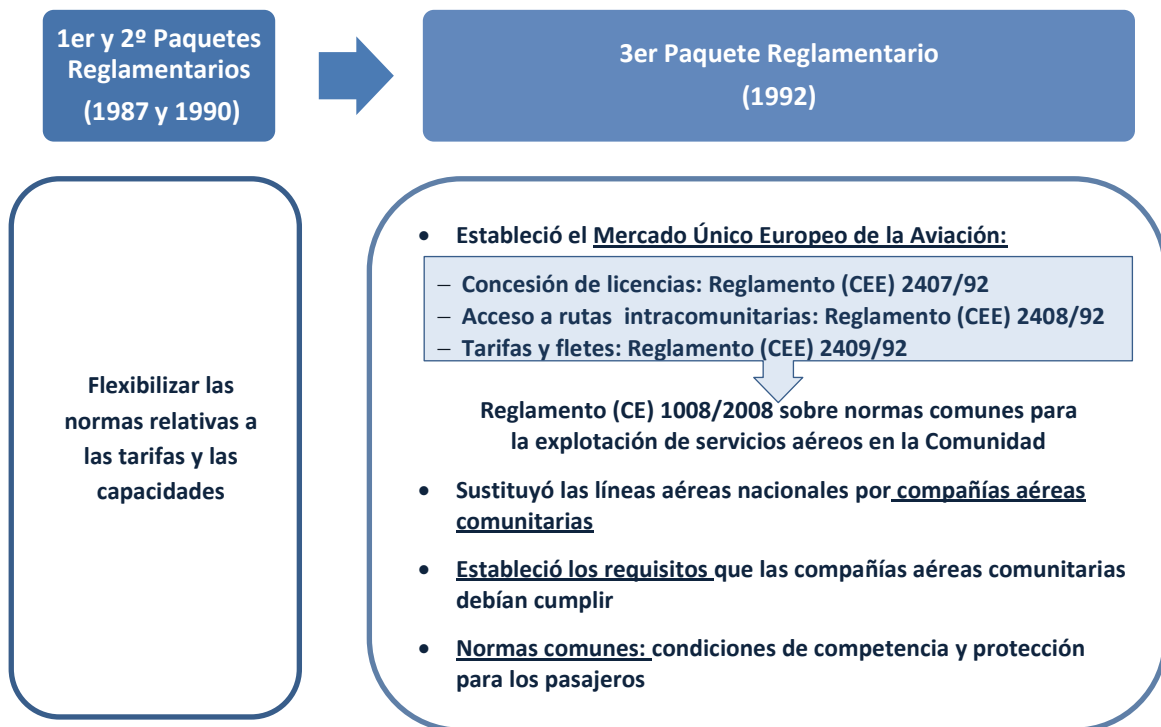 1er y 2º Paquetes
Reglamentarios
(1987 y 1990)
3er Paquete Reglamentario
(1992)
Flexibilizar las
normas relativas a
las tarifas y las
capacidades
• Estableció el Mercado Único Europeo de la Aviación:
– Concesión de licencias: Reglamento (CEE) 2407/92
– Acceso a rutas intracomunitarias: Reglamento (CEE) 2408/92
– Tarifas y fletes: Reglamento (CEE) 2409/92
Reglamento (CE) 1008/2008 sobre normas comunes para
la explotación de servicios aéreos en la Comunidad
• Sustituyó las líneas aéreas nacionales por compañías aéreas
comunitarias
• Estableció los requisitos que las compañías aéreas comunitarias
debían cumplir
• Normas comunes: condiciones de competencia y protección
para los pasajeros